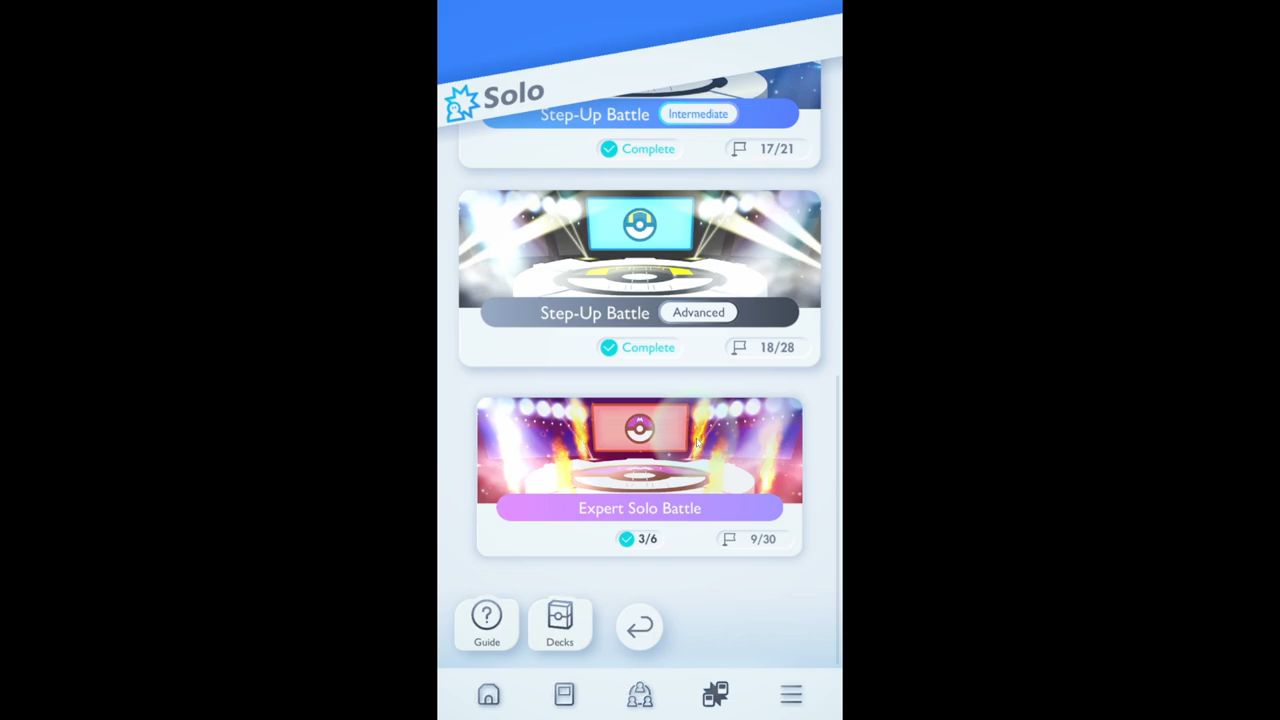 Solo
Step-Up Battle Intermediate
Complete 17/21
Step-Up Battle Advanced
Complete 18/28
Expert Solo Battle
3/6 9/30
Guide Decks